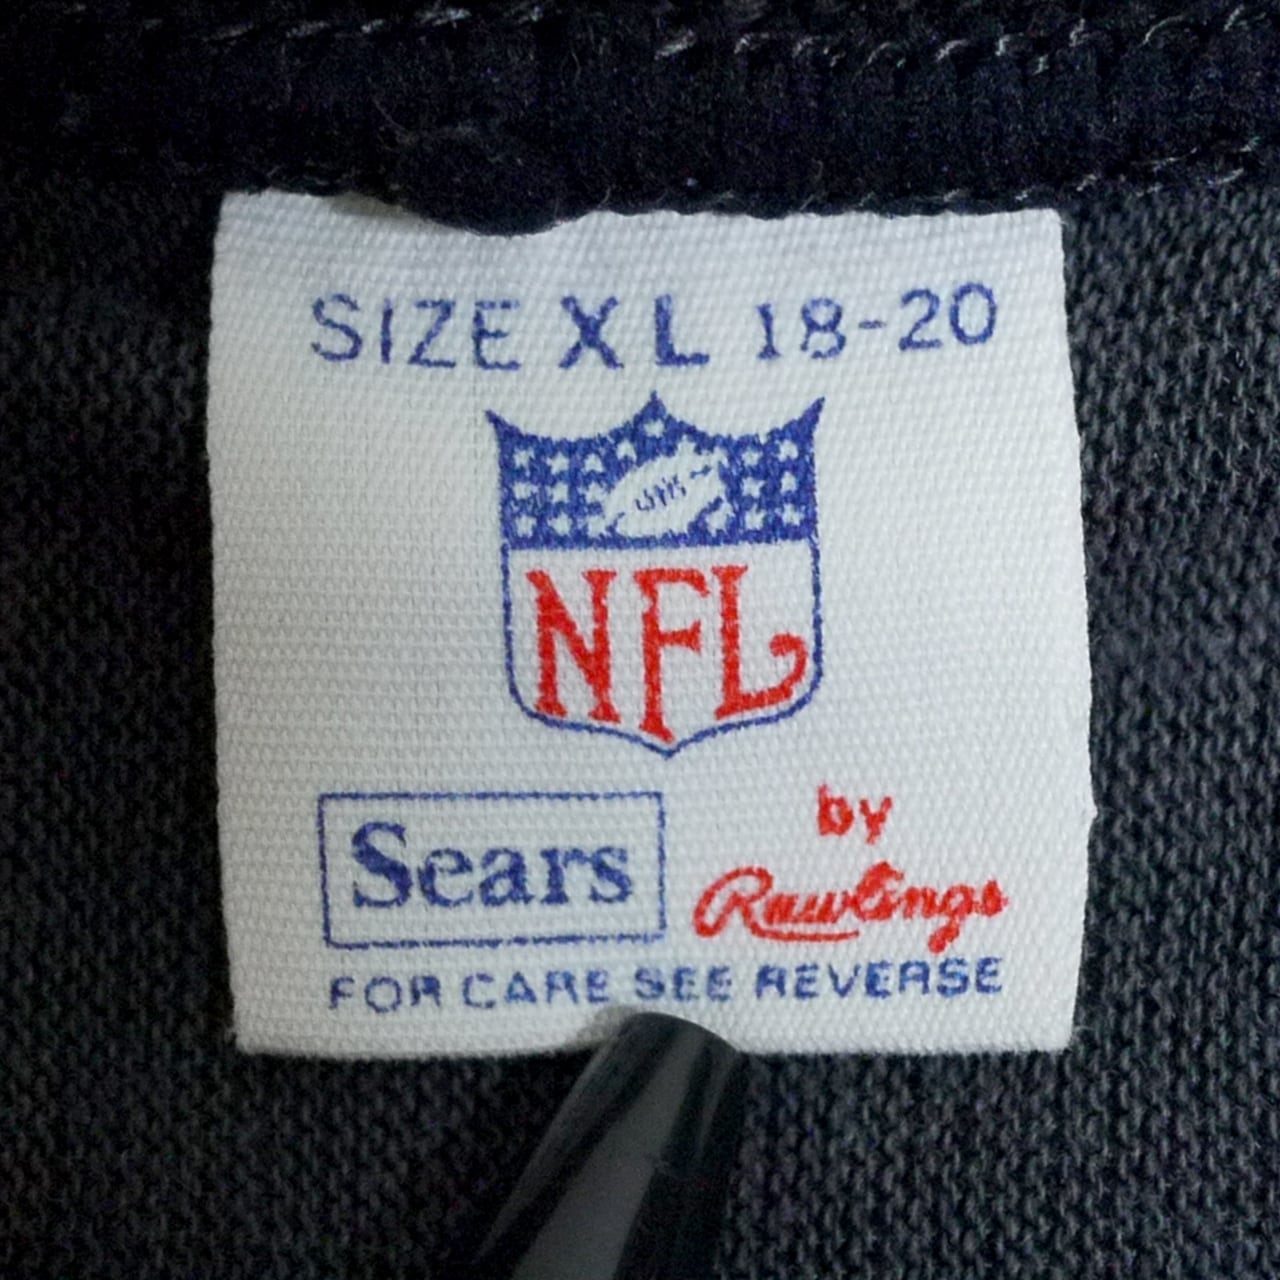 SIZE XL 18-20
NFL
Sears
by
Rawlings
FOR CARE SEE REVERSE